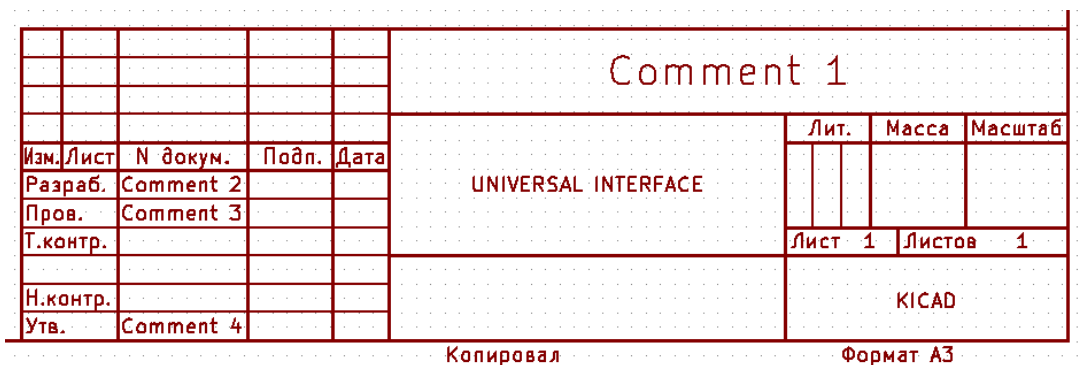 Comment 1
Лит. Масса Масштаб
Изм. Лист N докум. Подп. Дата
Разраб. Comment 2
UNIVERSAL INTERFACE
Пров. Comment 3
Т.контр.
Лист 1 Листов 1
Н.контр.
KICAD
Утв. Comment 4
Копировал Формат A3